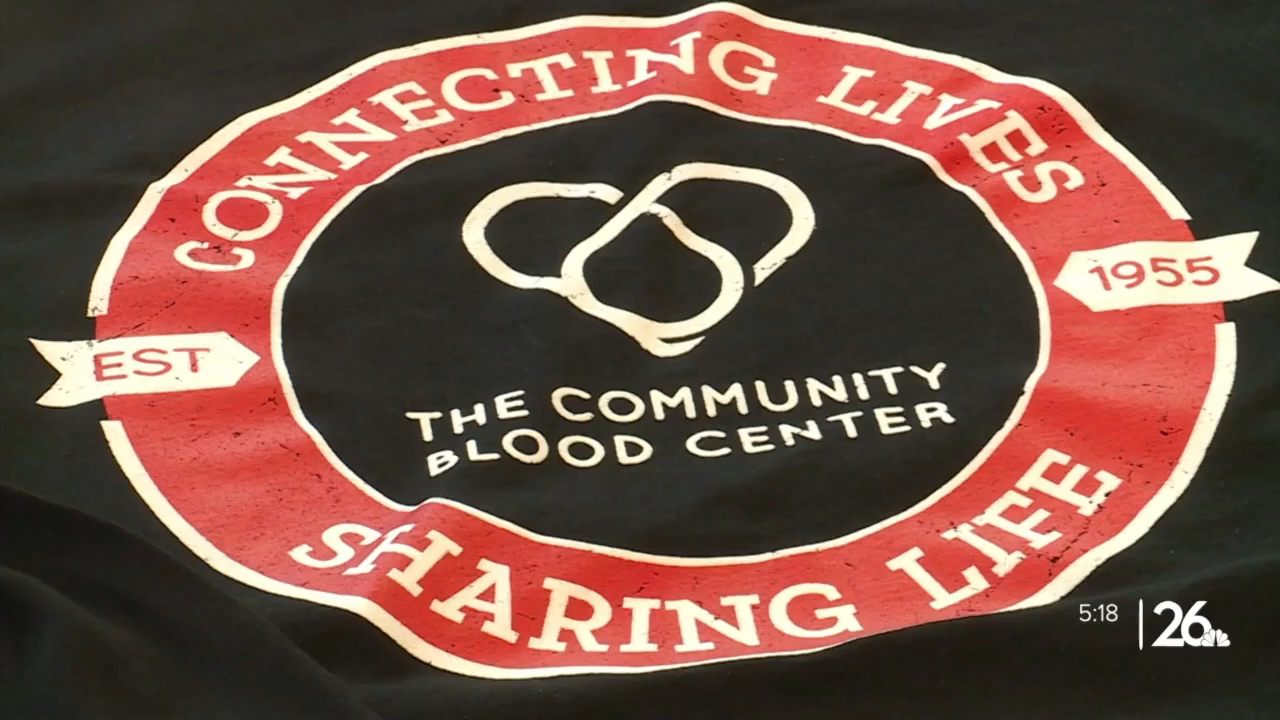 CONNECTING LIVES
EST
1955
THE COMMUNITY
BLOOD CENTER
SHARING LIFE
5:18
26